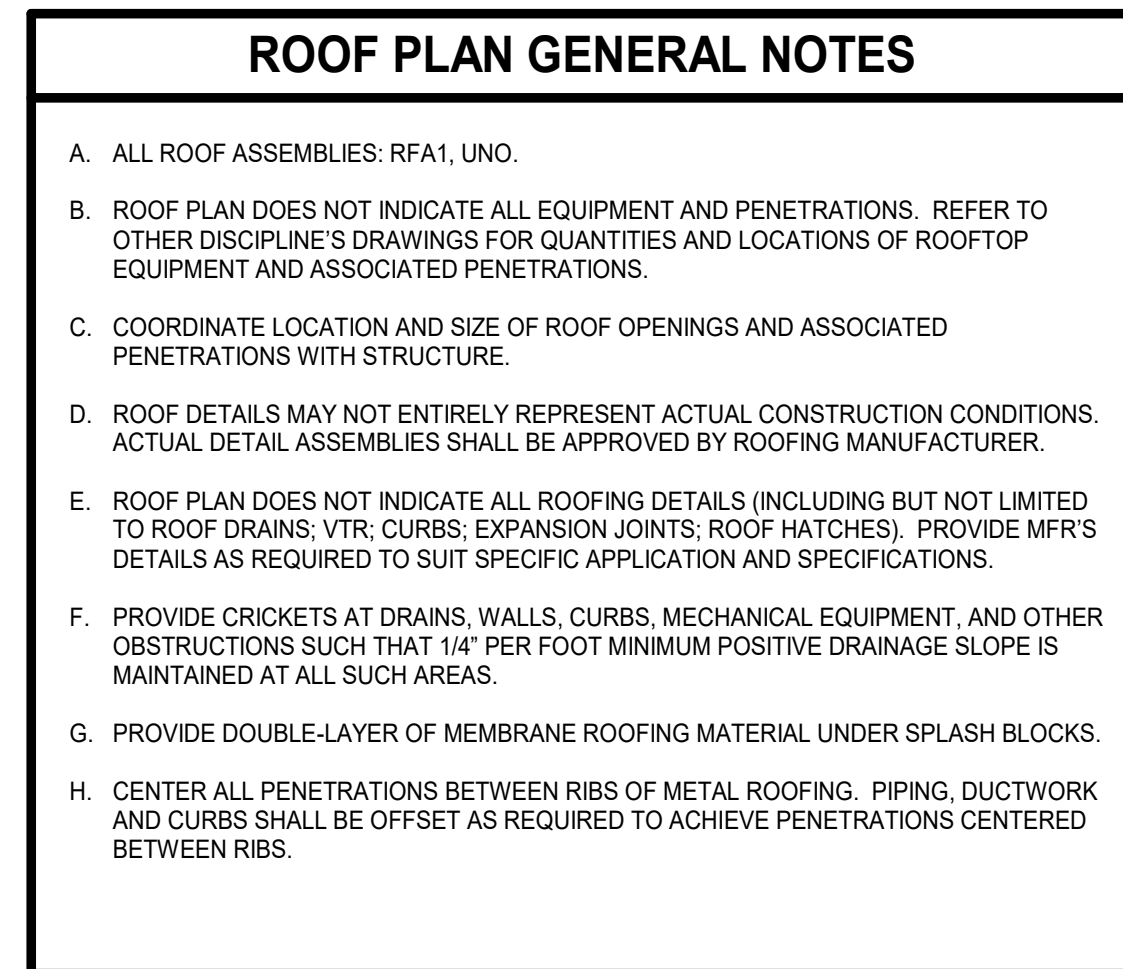 ROOF PLAN GENERAL NOTES
A. ALL ROOF ASSEMBLIES: RFA1, UNO.
B. ROOF PLAN DOES NOT INDICATE ALL EQUIPMENT AND PENETRATIONS. REFER TO
OTHER DISCIPLINE’S DRAWINGS FOR QUANTITIES AND LOCATIONS OF ROOFTOP
EQUIPMENT AND ASSOCIATED PENETRATIONS.
C. COORDINATE LOCATION AND SIZE OF ROOF OPENINGS AND ASSOCIATED
PENETRATIONS WITH STRUCTURE.
D. ROOF DETAILS MAY NOT ENTIRELY REPRESENT ACTUAL CONSTRUCTION CONDITIONS.
ACTUAL DETAIL ASSEMBLIES SHALL BE APPROVED BY ROOFING MANUFACTURER.
E. ROOF PLAN DOES NOT INDICATE ALL ROOFING DETAILS (INCLUDING BUT NOT LIMITED
TO ROOF DRAINS; VTR; CURBS; EXPANSION JOINTS; ROOF HATCHES). PROVIDE MFR’S
DETAILS AS REQUIRED TO SUIT SPECIFIC APPLICATION AND SPECIFICATIONS.
F. PROVIDE CRICKETS AT DRAINS, WALLS, CURBS, MECHANICAL EQUIPMENT, AND OTHER
OBSTRUCTIONS SUCH THAT 1/4” PER FOOT MINIMUM POSITIVE DRAINAGE SLOPE IS
MAINTAINED AT ALL SUCH AREAS.
G. PROVIDE DOUBLE-LAYER OF MEMBRANE ROOFING MATERIAL UNDER SPLASH BLOCKS.
H. CENTER ALL PENETRATIONS BETWEEN RIBS OF METAL ROOFING. PIPING, DUCTWORK
AND CURBS SHALL BE OFFSET AS REQUIRED TO ACHIEVE PENETRATIONS CENTERED
BETWEEN RIBS.